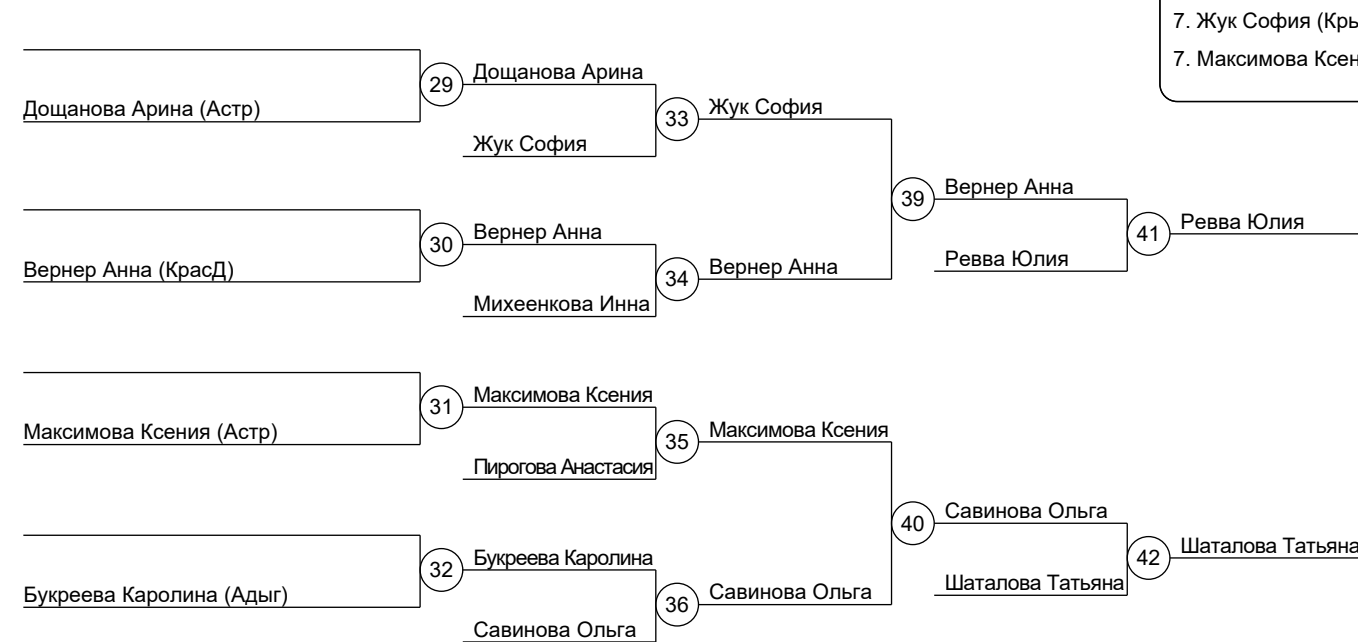 7. Жук София
7. Максимова
29
Дощанова Арина
Дощанова Арина (Астр)
33
Жук София
Жук София
39
Вернер Анна
30
Вернер Анна
41
Ревва Юлия
Вернер Анна (КрасД)
34
Вернер Анна
Ревва Юлия
Михеенкова Инна
31
Максимова Ксения
Максимова Ксения (Астр)
35
Максимова Ксения
Пирогова Анастасия
40
Савинова Ольга
32
Букреева Каролина
42
Шаталова Татьяна
Букреева Каролина (Адыг)
36
Савинова Ольга
Шаталова Татьяна
Савинова Ольга